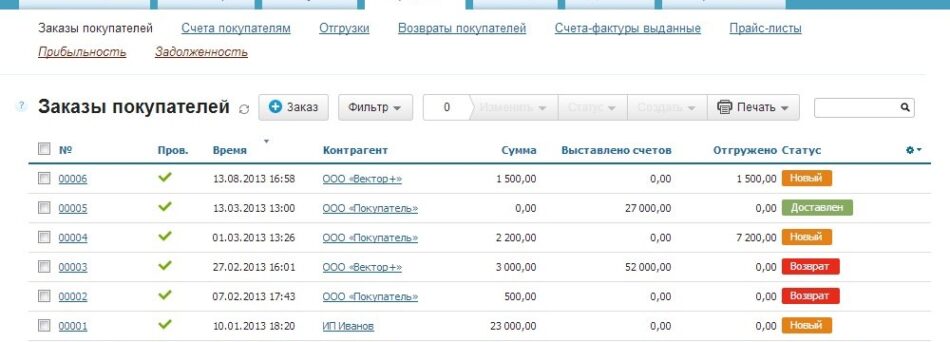 Заказы покупателей Счета покупателям Отгрузки Возвраты покупателей Счета-фактуры выданные Прайс-листы
Прибыльность Задолженность
? Заказы покупателей Заказ Фильтр 0 Изменить Статус Создать Печать
№ Пров. Время Контрагент Сумма Выставлено счетов Отгружено Статус
00006 13.08.2013 16:58 ООО «Вектор+» 1 500,00 0,00 1 500,00 Новый
00005 13.03.2013 13:00 ООО «Покупатель» 0,00 27 000,00 0,00 Доставлен
00004 01.03.2013 13:26 ООО «Покупатель» 2 200,00 0,00 7 200,00 Новый
00003 27.02.2013 16:01 ООО «Вектор+» 3 000,00 52 000,00 0,00 Возврат
00002 07.02.2013 17:43 ООО «Покупатель» 500,00 0,00 0,00 Возврат
00001 10.01.2013 18:20 ИП Иванов 23 000,00 0,00 0,00 Новый